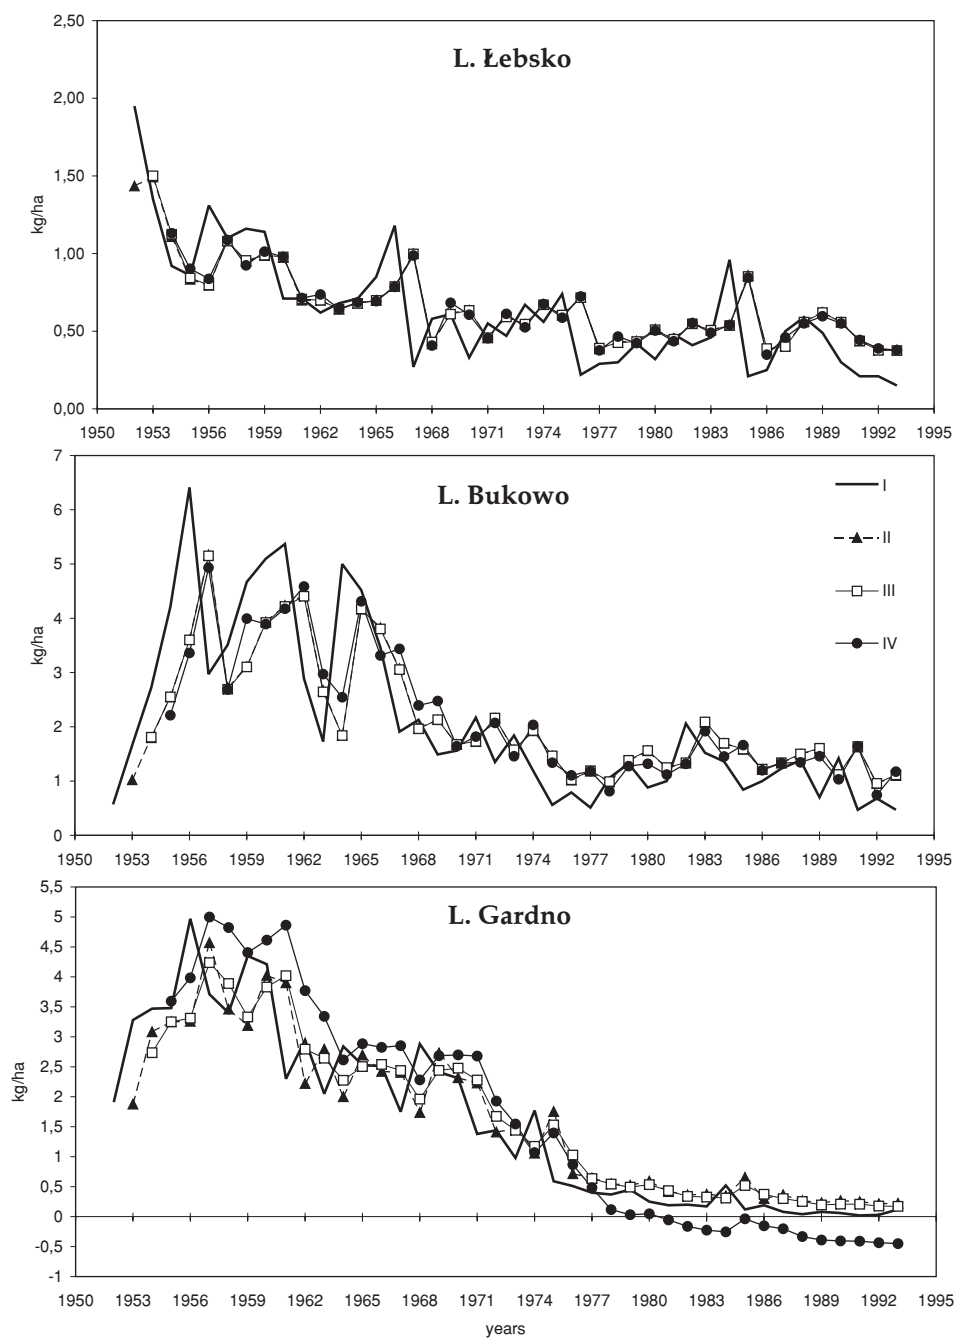 L. Łebsko
2,50
2,00
1,50
1,00
0,50
0,00
kg/ha
1950 1953 1956 1959 1962 1965 1968 1971 1974 1977 1980 1983 1986 1989 1992 1995
L. Bukowo
7
6
5
4
3
2
1
0
kg/ha
I
II
III
IV
1950 1953 1956 1959 1962 1965 1968 1971 1974 1977 1980 1983 1986 1989 1992 1995
L. Gardno
5,5
5
4,5
4
3,5
3
2,5
2
1,5
1
0,5
0
-0,5
-1
kg/ha
1950 1953 1956 1959 1962 1965 1968 1971 1974 1977 1980 1983 1986 1989 1992 1995
years